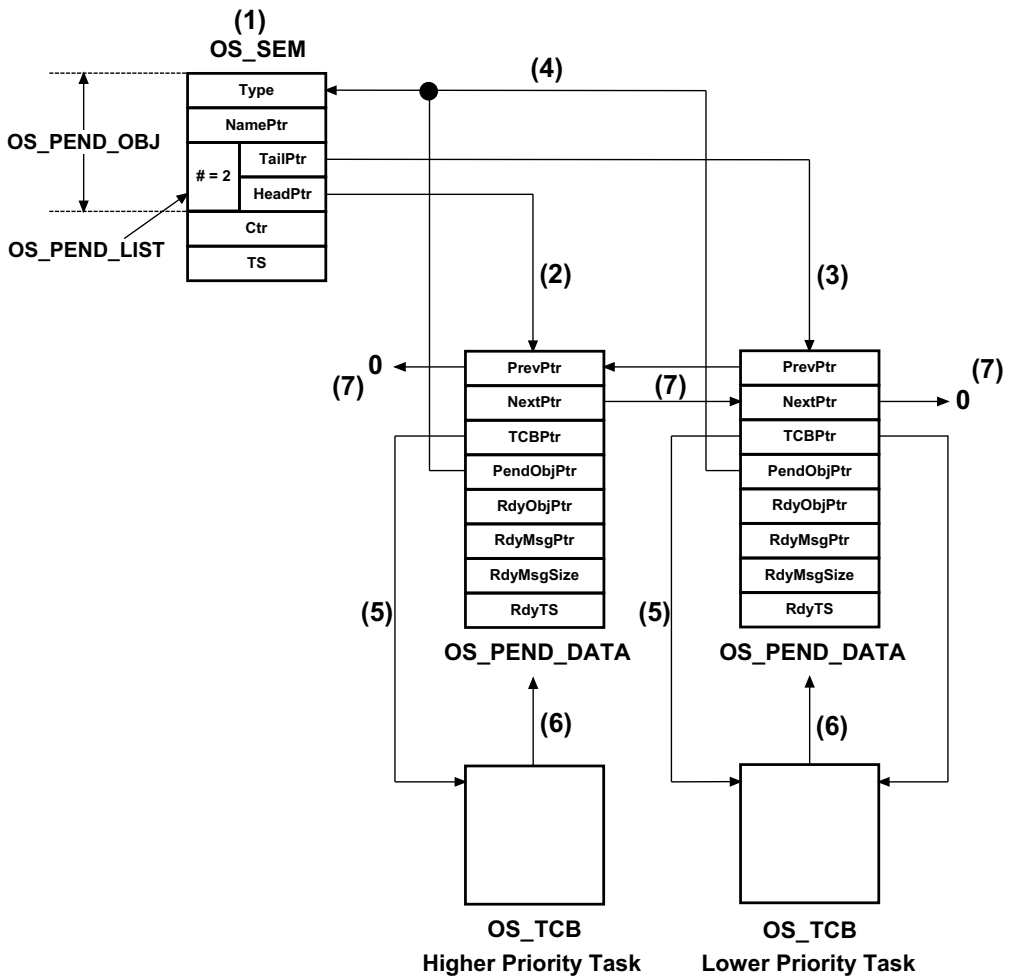 (1)
OS_SEM
(4)
Type
NamePtr
OS_PEND_OBJ
# = 2
TailPtr
HeadPtr
OS_PEND_LIST
Ctr
TS
(2)
(3)
0
(7)
PrevPtr
NextPtr
TCBPtr
PendObjPtr
RdyObjPtr
RdyMsgPtr
RdyMsgSize
RdyTS
OS_PEND_DATA
(7)
PrevPtr
NextPtr
TCBPtr
PendObjPtr
RdyObjPtr
RdyMsgPtr
RdyMsgSize
RdyTS
OS_PEND_DATA
(7)
0
(5)
(5)
(6)
(6)
OS_TCB
Higher Priority Task
OS_TCB
Lower Priority Task